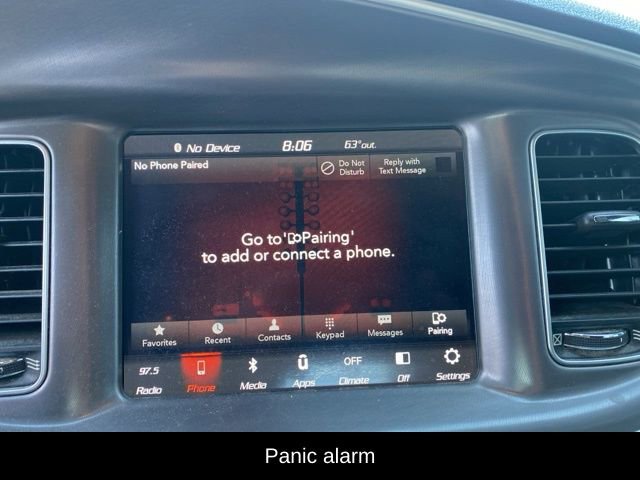 No Device 8:06 63° out.
No Phone Paired
Do Not
Disturb
Reply with
Text Message
Go to 'Pairing'
to add or connect a phone.
Favorites Recent Contacts Keypad Messages Pairing
97.5 OFF
Radio Phone Media Apps Climate Off Settings
Panic alarm